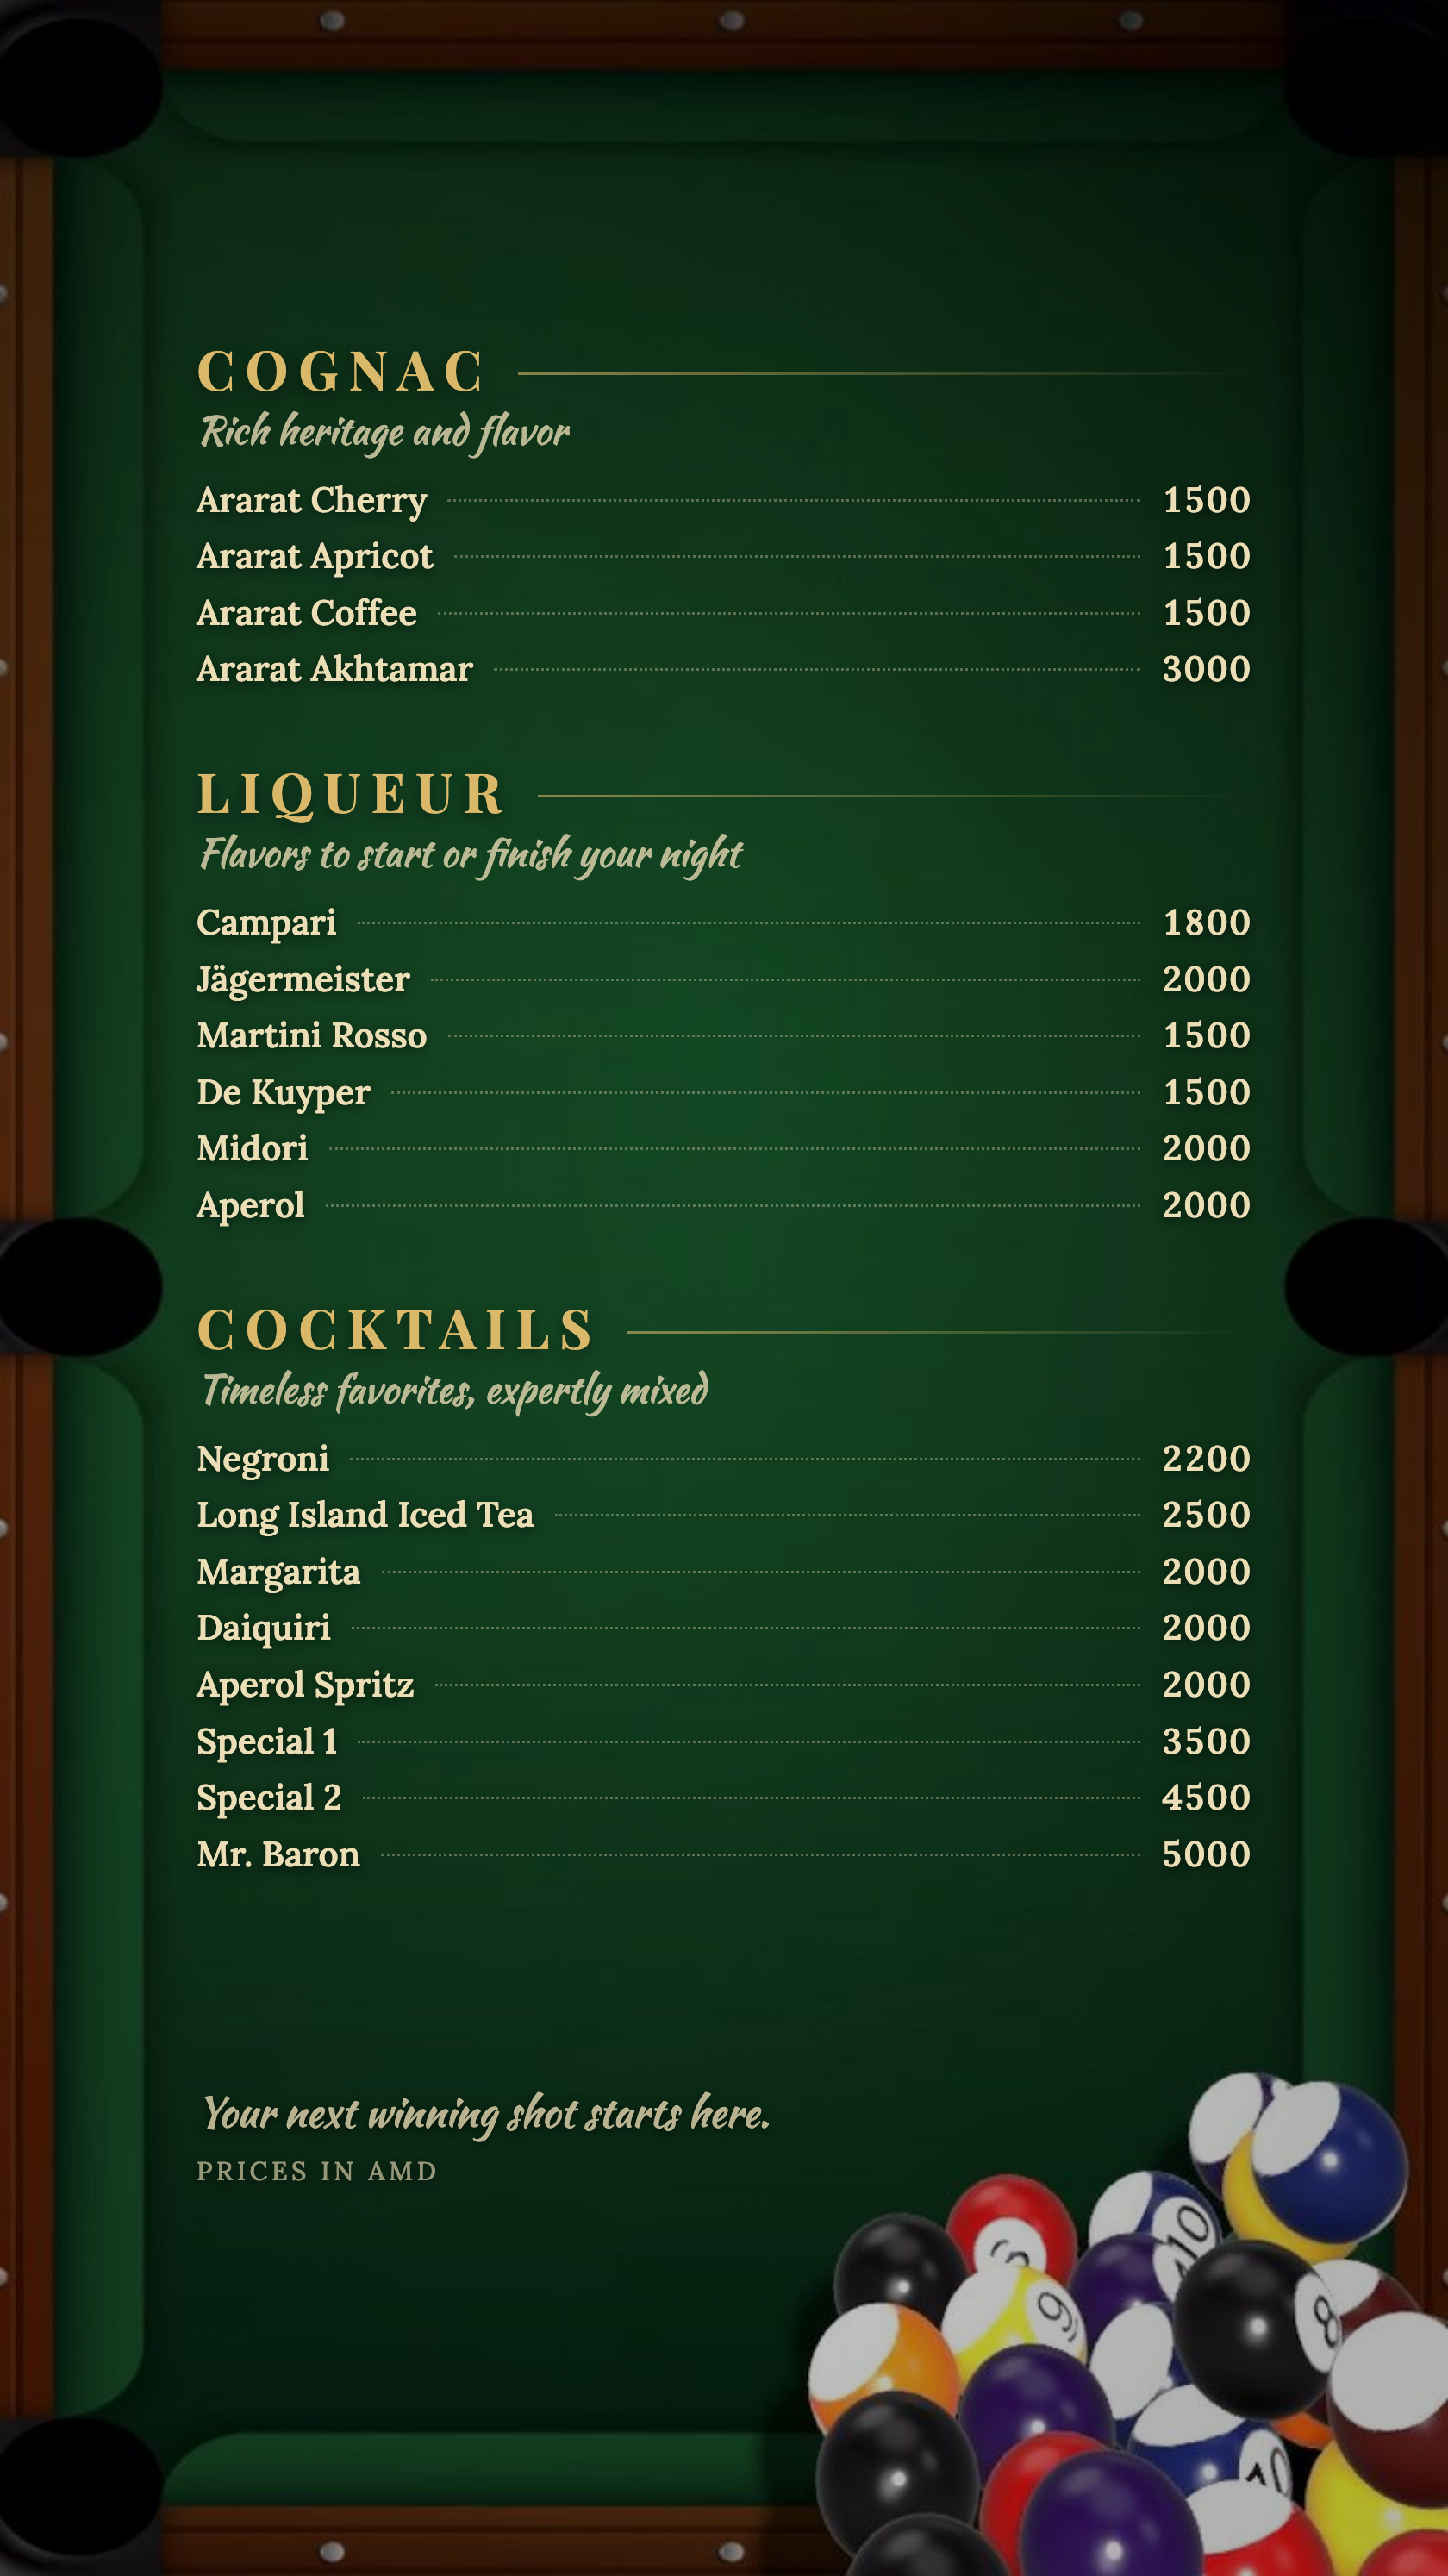 COGNAC
Rich heritage and flavor
Ararat Cherry 1500
Ararat Apricot 1500
Ararat Coffee 1500
Ararat Akhtamar 3000
LIQUEUR
Flavors to start or finish your night
Campari 1800
Jägermeister 2000
Martini Rosso 1500
De Kuyper 1500
Midori 2000
Aperol 2000
COCKTAILS
Timeless favorites, expertly mixed
Negroni 2200
Long Island Iced Tea 2500
Margarita 2000
Daiquiri 2000
Aperol Spritz 2000
Special 1 3500
Special 2 4500
Mr. Baron 5000
Your next winning shot starts here.
PRICES IN AMD
10
9
8
10